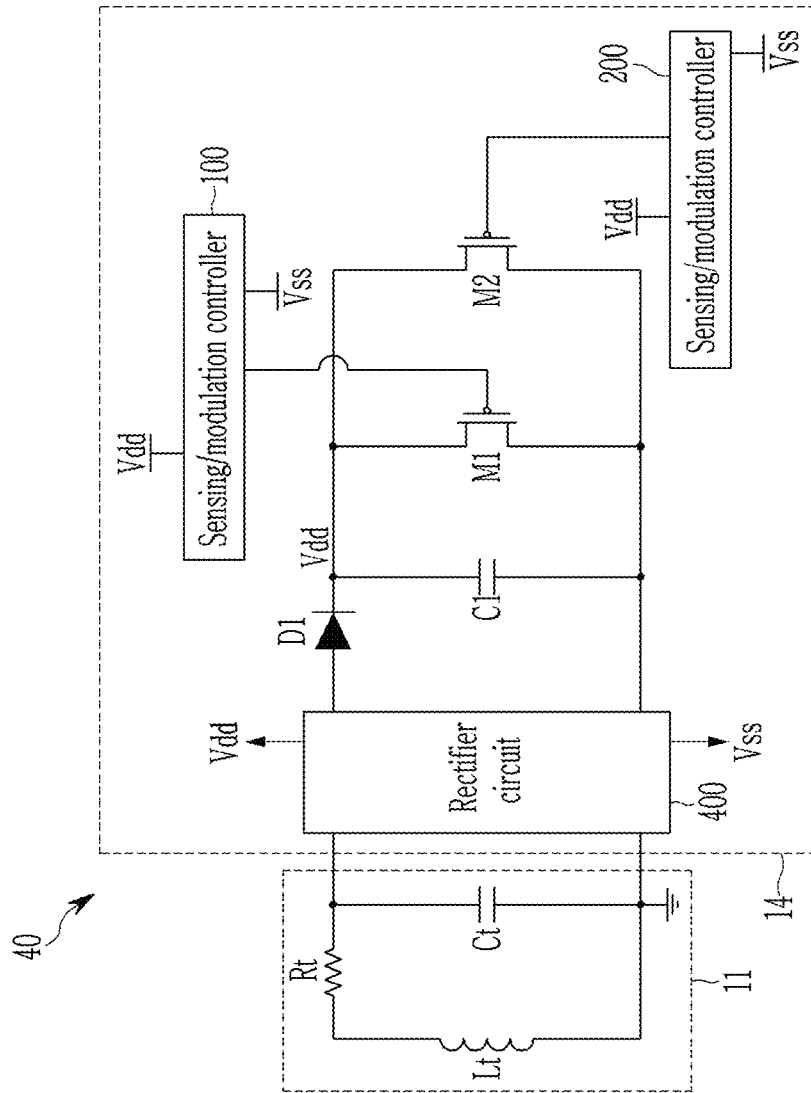 40
14
Vdd
Sensing/modulation controller
100
Vss
Vdd
D1
Vdd
Rt
Rectifier
circuit
Lt
Ct
C1
M1
M2
Vss
400
11
Vdd
200
Sensing/modulation controller
Vss